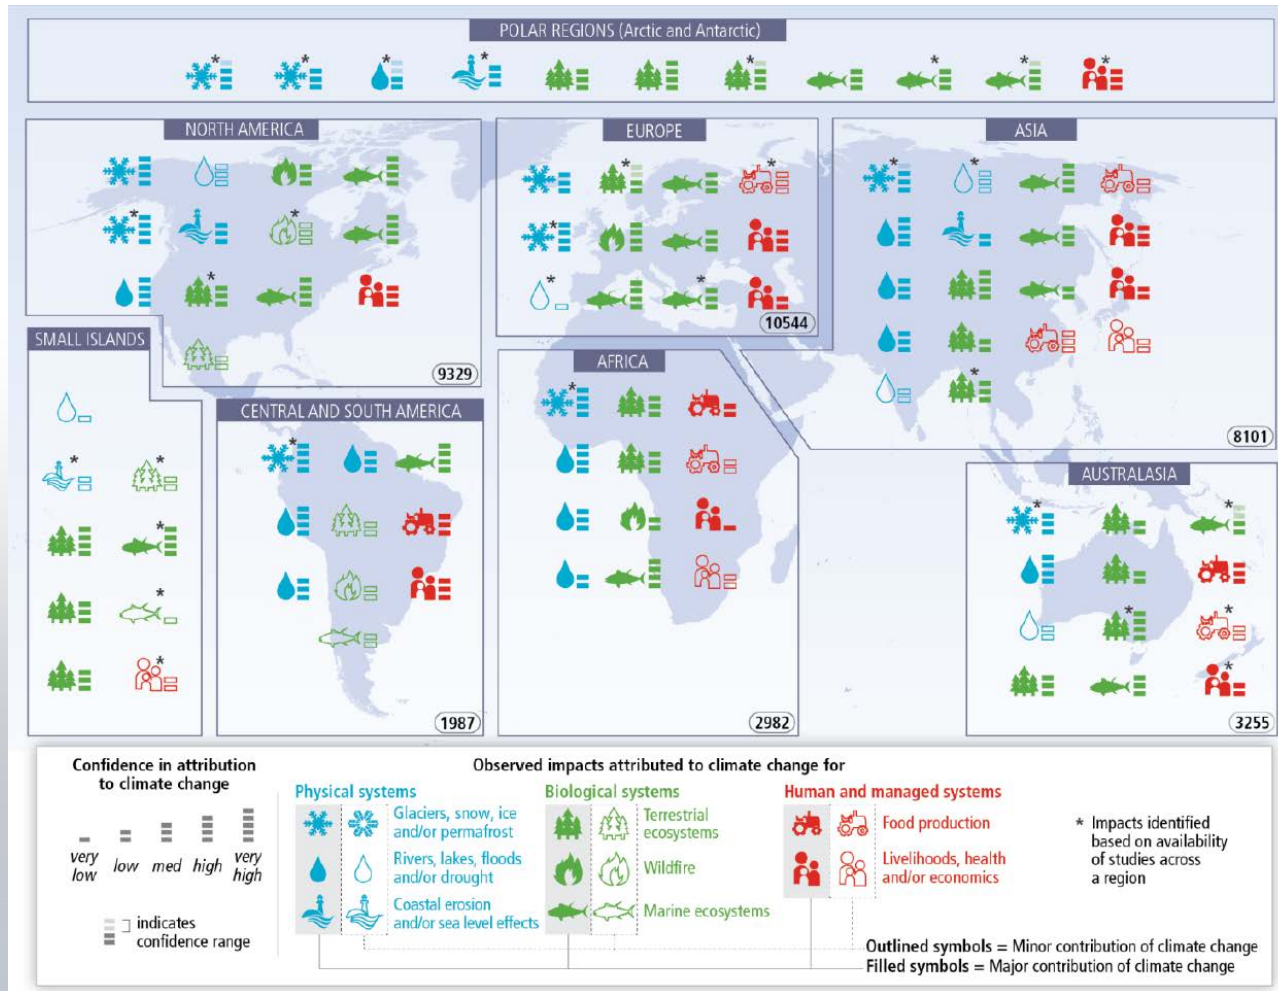 POLAR REGIONS (Arctic and Antarctic)
NORTH AMERICA
EUROPE
ASIA
10544
SMALL ISLANDS
9329
AFRICA
CENTRAL AND SOUTH AMERICA
8101
AUSTRALASIA
1987
2982
3255
Confidence in attribution
to climate change
very
low
low
med
high
very
high
indicates
confidence range
Observed impacts attributed to climate change for
Physical systems
Glaciers, snow, ice
and/or permafrost
Rivers, lakes, floods
and/or drought
Coastal erosion
and/or sea level effects
Biological systems
Terrestrial
ecosystems
Wildfire
Marine ecosystems
Human and managed systems
Food production
Livelihoods, health
and/or economics
* Impacts identified
based on availability
of studies across
a region
Outlined symbols = Minor contribution of climate change
Filled symbols = Major contribution of climate change